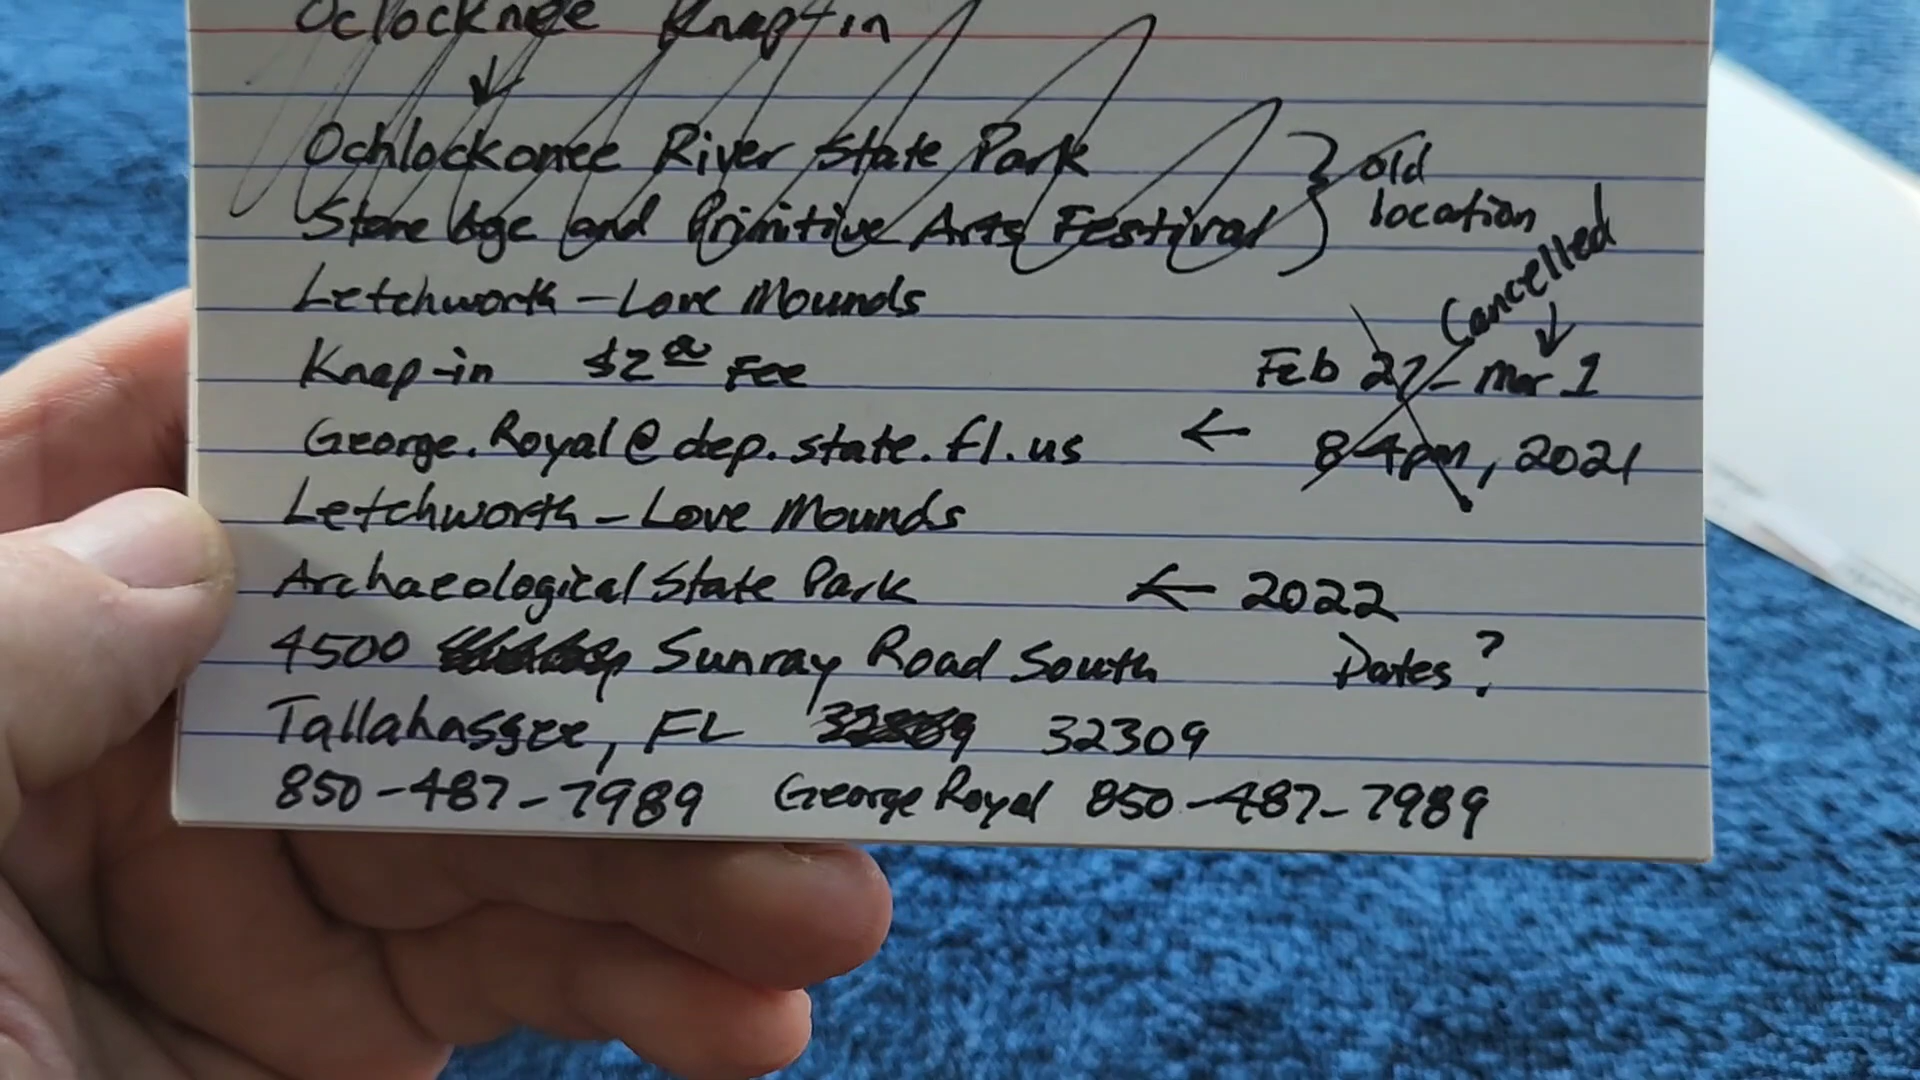 Oclocknee Knap-in
↓
Ochlockonee River State Park
Stone Age and Primitive Arts Festival
} old location
Letchworth - Love Mounds
Cancelled
↓
Knap-in $2⁰⁰ Fee
Feb 27 - Mar 1
George.Royal@dep.state.fl.us
← 8-4pm, 2021
Letchworth - Love Mounds
Archaeological State Park ← 2022
4500 Sunray Road South Dates?
Tallahassee, FL 32309
850-487-7989 George Royal 850-487-7989